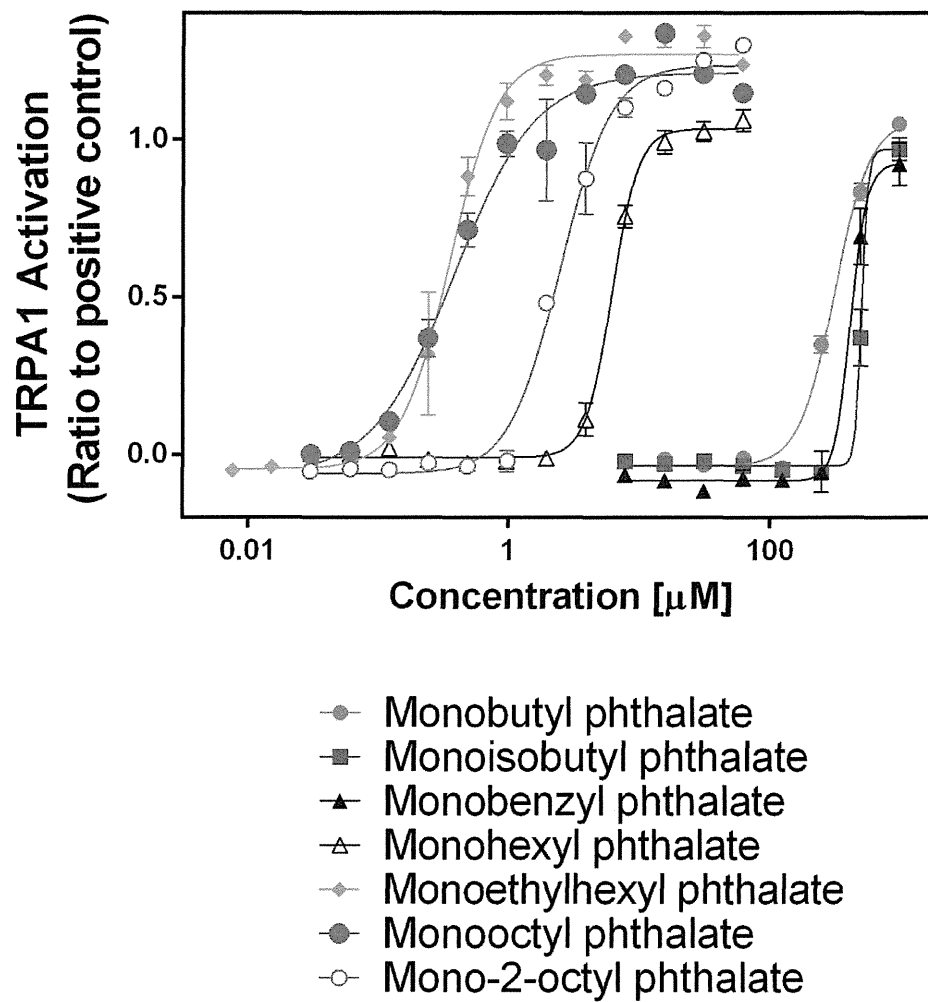 TRPA1 Activation
(Ratio to positive control)
1.0
0.5
0.0
0.01
1
100
Concentration [µM]
Monobutyl phthalate
Monoisobutyl phthalate
Monobenzyl phthalate
Monohexyl phthalate
Monoethylhexyl phthalate
Monooctyl phthalate
Mono-2-octyl phthalate